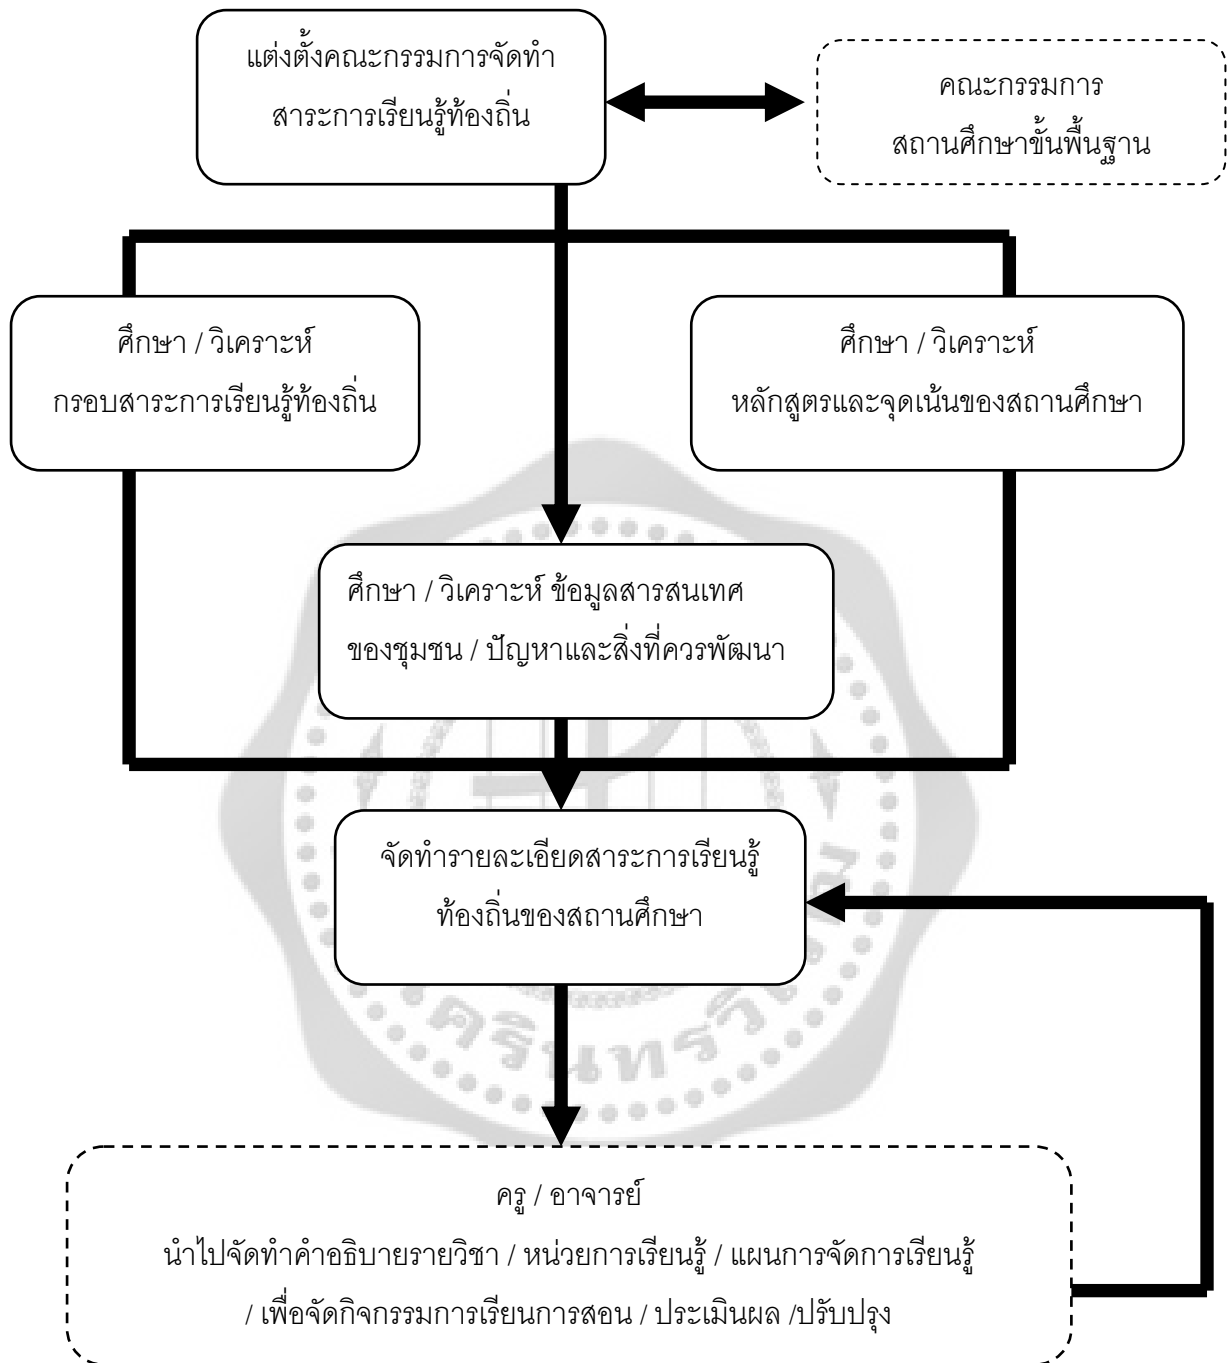 แต่งตั้งคณะกรรมการจัดทำ
สาระการเรียนรู้ท้องถิ่น
คณะกรรมการ
สถานศึกษาขั้นพื้นฐาน
ศึกษา / วิเคราะห์
กรอบสาระการเรียนรู้ท้องถิ่น
ศึกษา / วิเคราะห์
หลักสูตรและจุดเน้นของสถานศึกษา
ศึกษา / วิเคราะห์ ข้อมูลสารสนเทศ
ของชุมชน / ปัญหาและสิ่งที่ควรพัฒนา
จัดทำรายละเอียดสาระการเรียนรู้
ท้องถิ่นของสถานศึกษา
ครู / อาจารย์
นำไปจัดทำคำอธิบายรายวิชา / หน่วยการเรียนรู้ / แผนการจัดการเรียนรู้
/ เพื่อจัดกิจกรรมการเรียนการสอน / ประเมินผล /ปรับปรุง